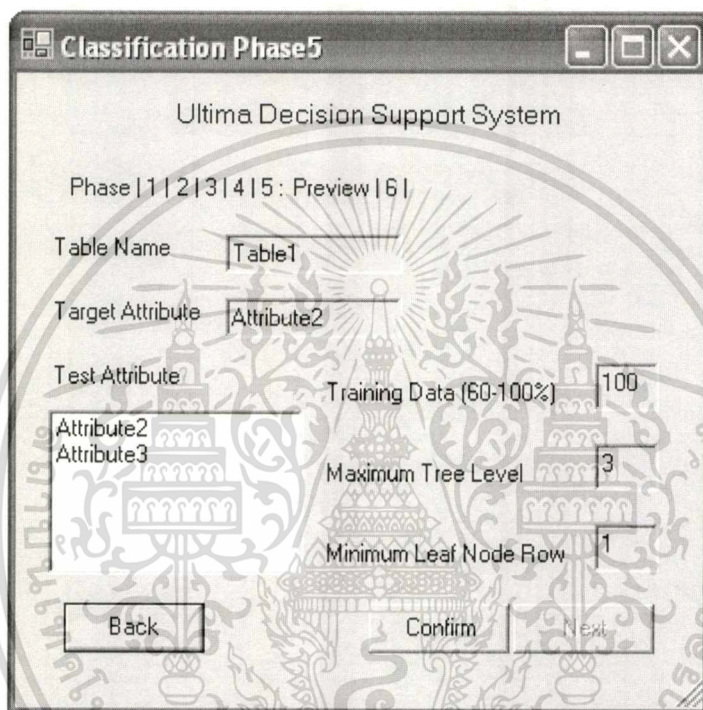 Classification Phase5
Ultima Decision Support System
Phase | 1 | 2 | 3 | 4 | 5 : Preview | 6 |
Table Name Table1
Target Attribute Attribute2
Test Attribute
Training Data (60-100%) 100
Attribute2
Attribute3
Maximum Tree Level 3
Minimum Leaf Node Row 1
Back Confirm Next